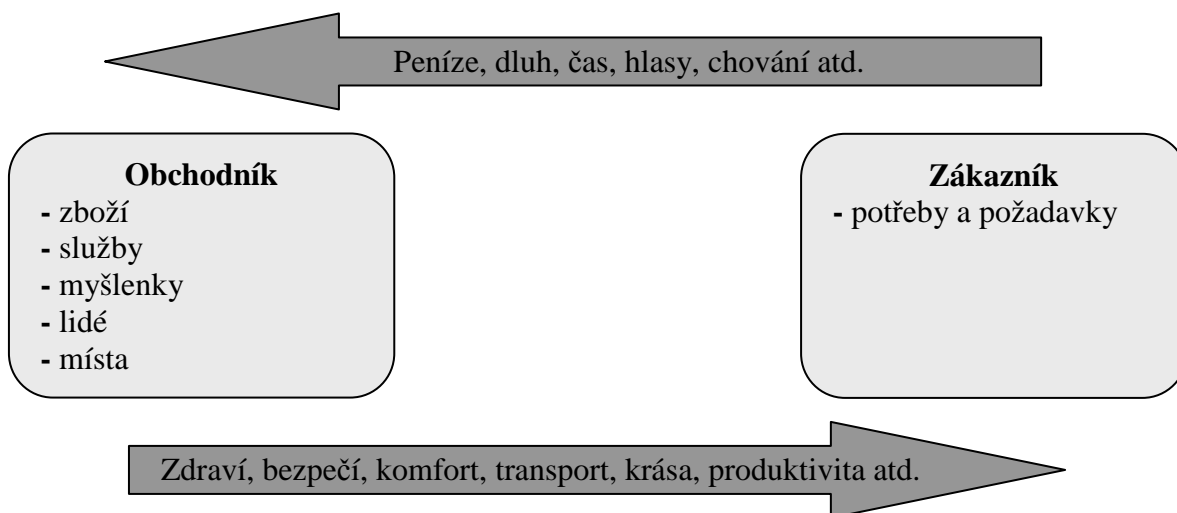 Peníze, dluh, čas, hlasy, chování atd.
Obchodník
- zboží
- služby
- myšlenky
- lidé
- místa
Zákazník
- potřeby a požadavky
Zdraví, bezpečí, komfort, transport, krása, produktivita atd.